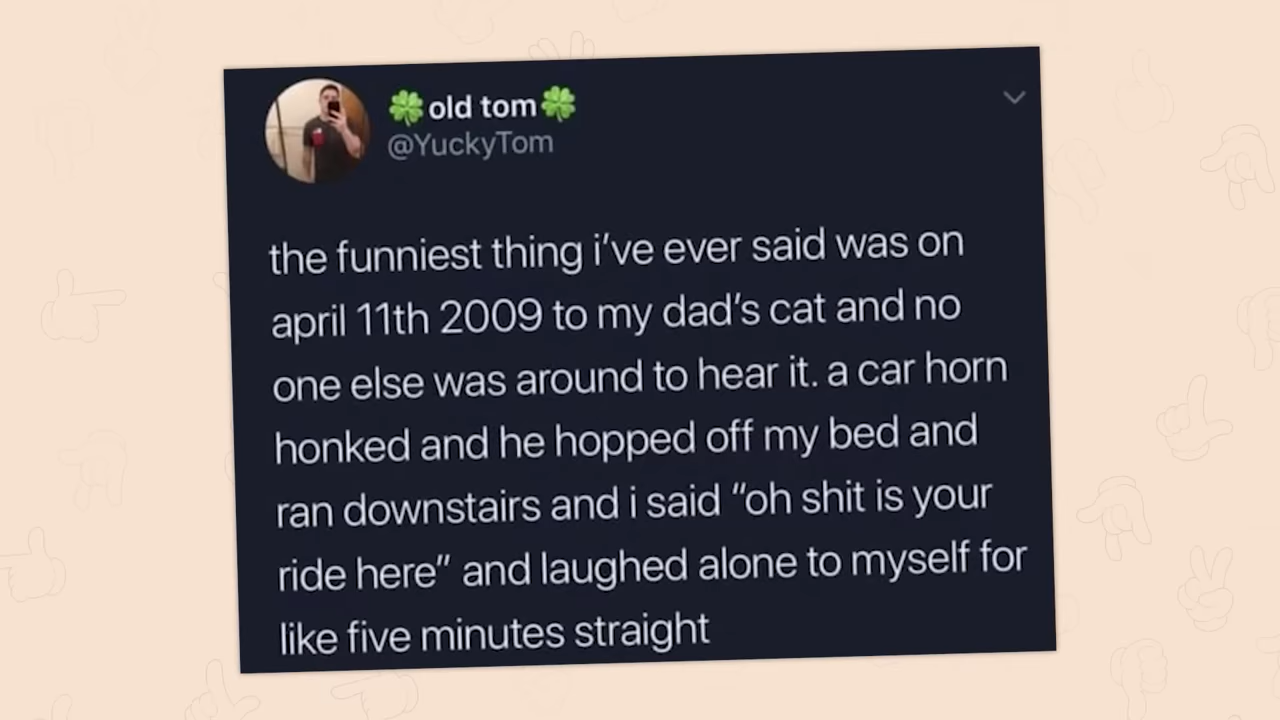 🍀old tom🍀
@YuckyTom
the funniest thing i've ever said was on
april 11th 2009 to my dad's cat and no
one else was around to hear it. a car horn
honked and he hopped off my bed and
ran downstairs and i said "oh shit is your
ride here" and laughed alone to myself for
like five minutes straight